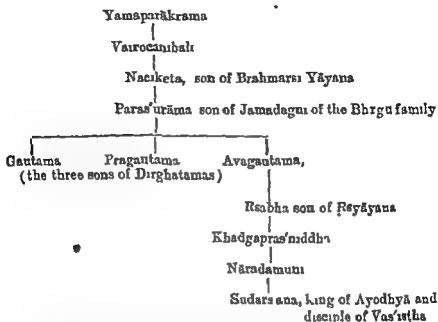 Yamaparākrama
Vairocanibali
Naciketa, son of Brahmarsi Yāyana
Paras'urāma son of Jamadagni of the Bhrgu family
Gautama Pragautama Avagautama,
(the three sons of Dirghatamas)
Rsabha son of Ṛsyāyana
Khadgapras'niddha
Nāradamuni
Sudarsana, king of Ayodhyā and
disciple of Vas'istha